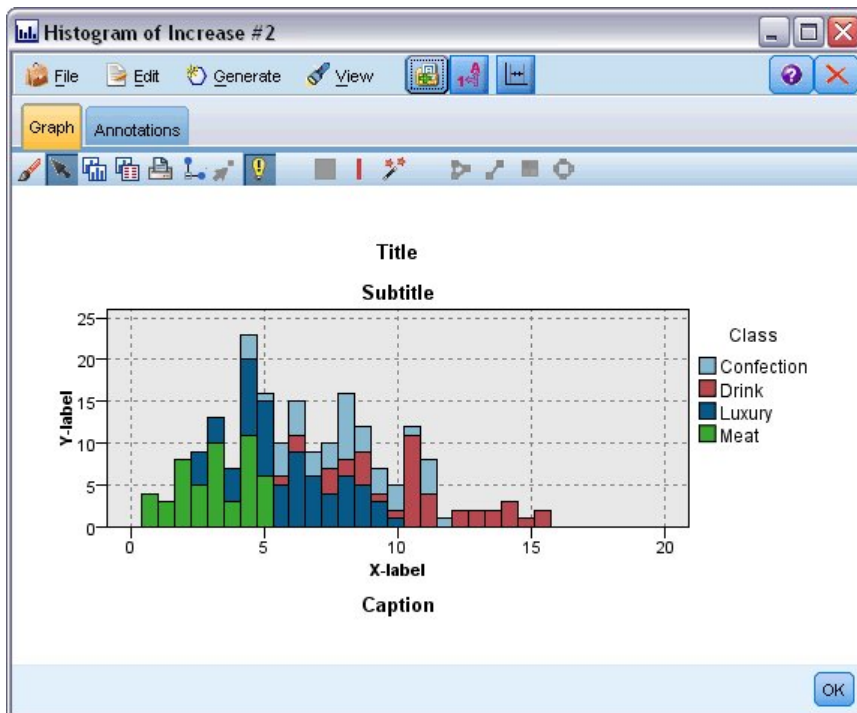 Histogram of Increase #2
File Edit Generate View
Graph Annotations
Title
Subtitle
25
20
15
10
5
0
Y-label
0 5 10 15 20
X-label
Caption
Class
Confection
Drink
Luxury
Meat
OK